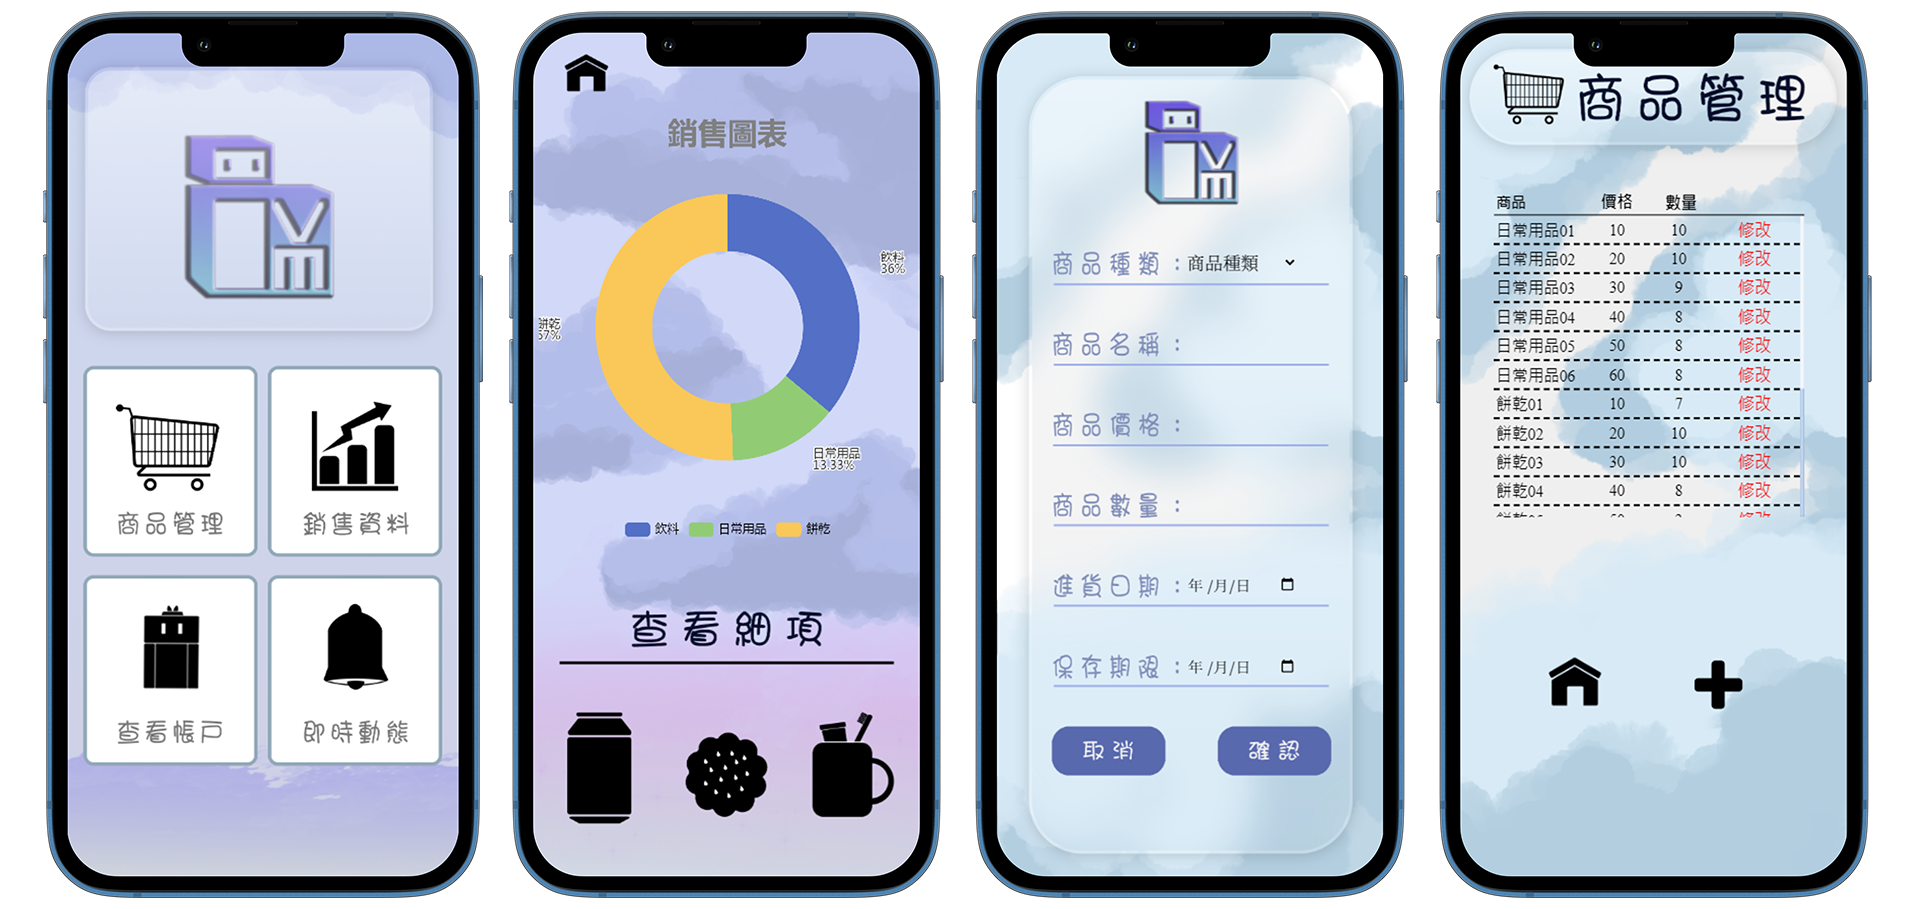 VM
商品管理
銷售資料
查看帳戶
即時動態
銷售圖表
飲料
36%
餅乾
日常用品
13.33%
飲料 日常用品 餅乾
查看細項
VM
商品種類：商品種類
商品名稱：
商品價格：
商品數量：
進貨日期：年/月/日
保存期限：年/月/日
取消 確認
商品管理
商品 價格 數量
日常用品01 10 10 修改
日常用品02 20 10 修改
日常用品03 30 9 修改
日常用品04 40 8 修改
日常用品05 50 8 修改
日常用品06 60 8 修改
餅乾01 10 7 修改
餅乾02 20 10 修改
餅乾03 30 10 修改
餅乾04 40 8 修改